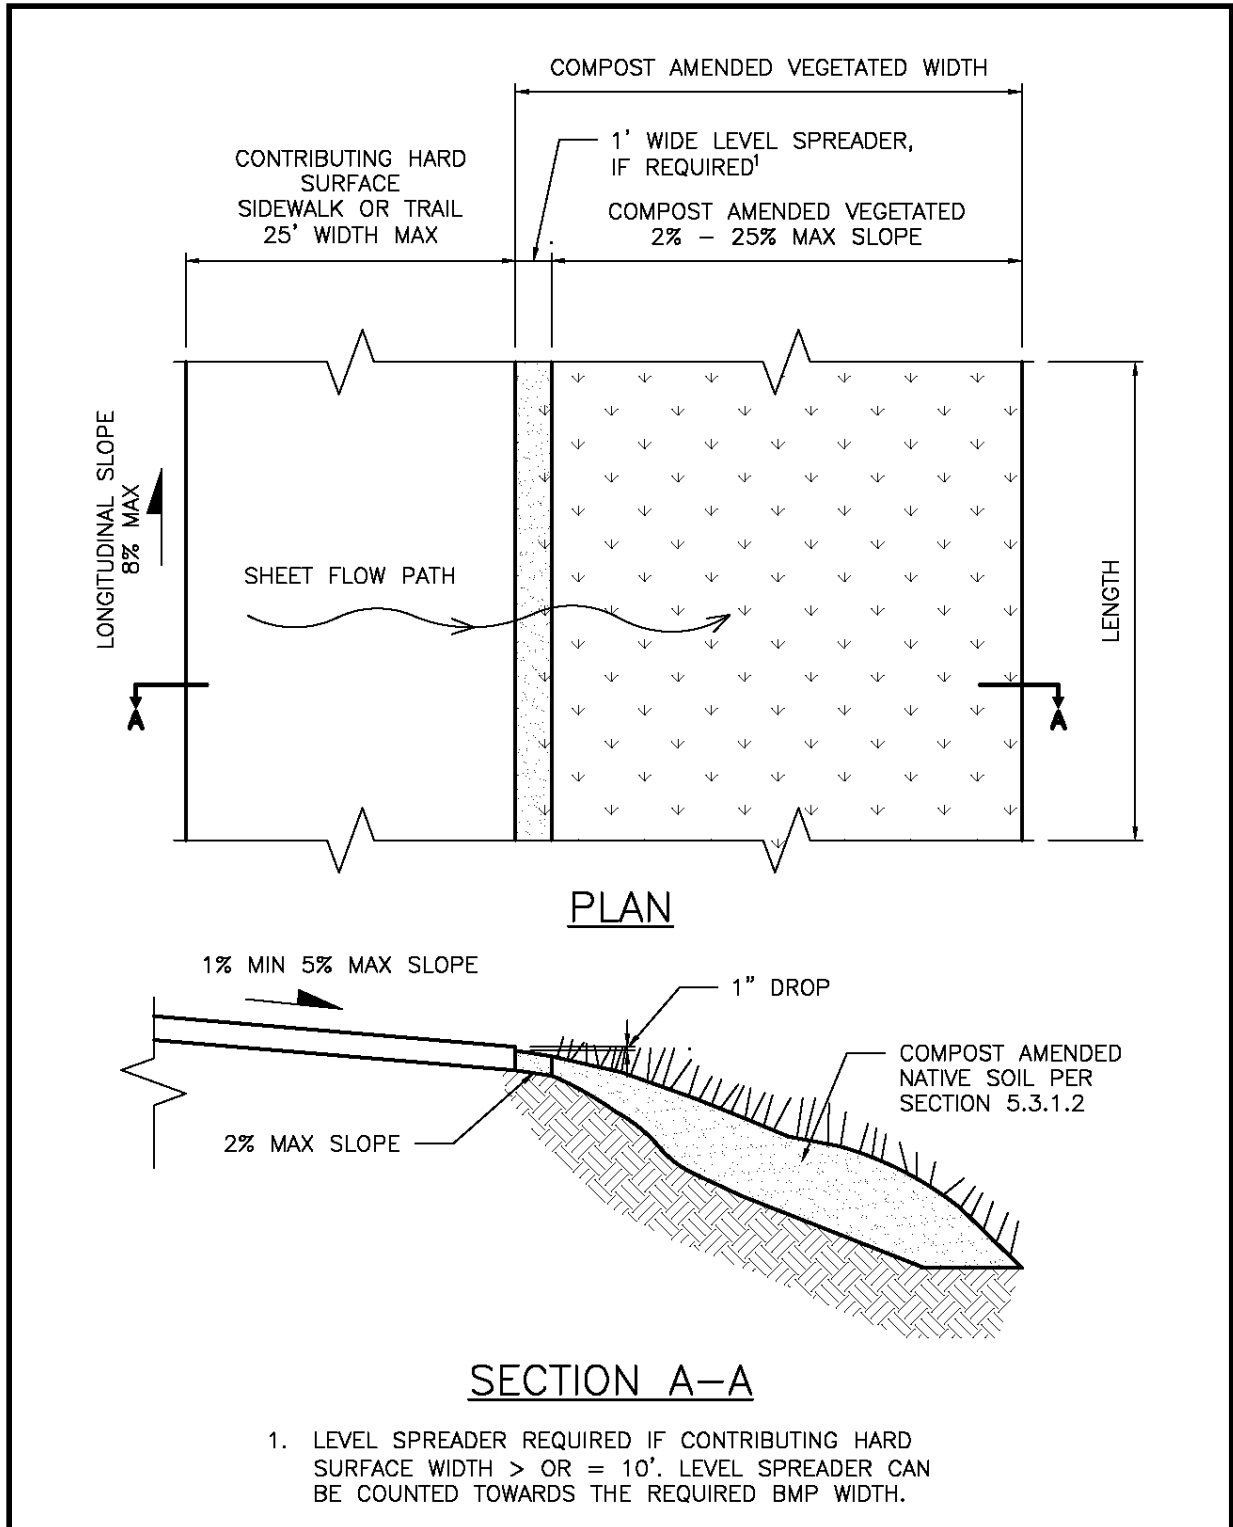 COMPOST AMENDED VEGETATED WIDTH
1' WIDE LEVEL SPREADER,
IF REQUIRED¹
CONTRIBUTING HARD
SURFACE
SIDEWALK OR TRAIL
25' WIDTH MAX
COMPOST AMENDED VEGETATED
2% – 25% MAX SLOPE
LONGITUDINAL SLOPE
8% MAX
SHEET FLOW PATH
LENGTH
A
A
PLAN
1% MIN 5% MAX SLOPE
1" DROP
COMPOST AMENDED
NATIVE SOIL PER
SECTION 5.3.1.2
2% MAX SLOPE
SECTION A–A
1. LEVEL SPREADER REQUIRED IF CONTRIBUTING HARD
SURFACE WIDTH > OR = 10'. LEVEL SPREADER CAN
BE COUNTED TOWARDS THE REQUIRED BMP WIDTH.